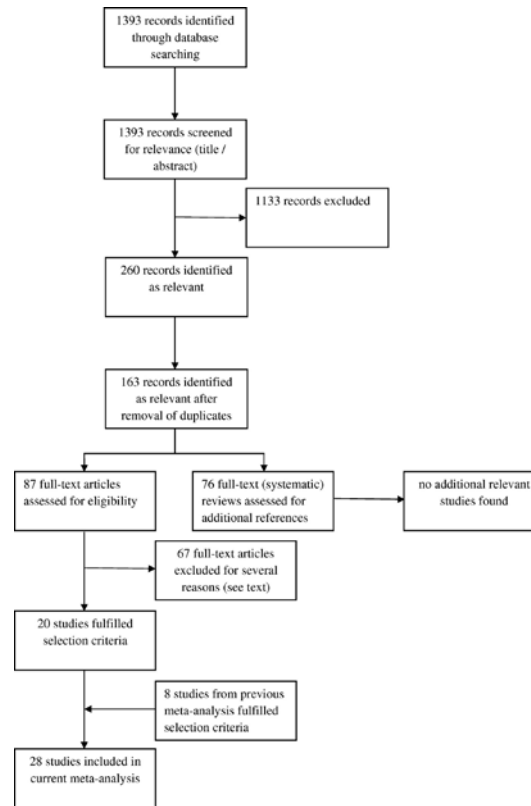 1393 records identified
through database
searching
1393 records screened
for relevance (title /
abstract)
1133 records excluded
260 records identified
as relevant
163 records identified
as relevant after
removal of duplicates
87 full-text articles
assessed for eligibility
76 full-text (systematic)
reviews assessed for
additional references
no additional relevant
studies found
67 full-text articles
excluded for several
reasons (see text)
20 studies fulfilled
selection criteria
8 studies from previous
meta-analysis fulfilled
selection criteria
28 studies included in
current meta-analysis